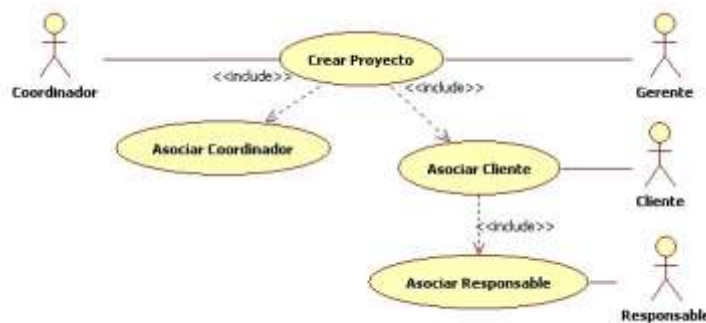 Crear Proyecto
Coordinador
<<include>>
<<include>>
Gerente
Asociar Coordinador
Asociar Cliente
Cliente
<<include>>
Asociar Responsable
Responsable